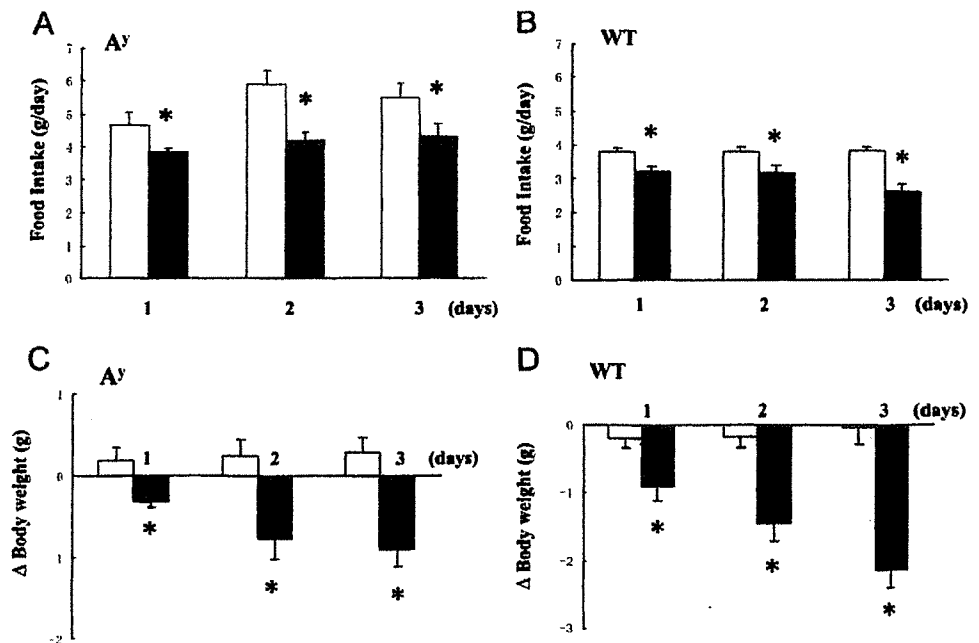 A
Aʸ
Food Intake (g/day)
7
6
5
4
3
2
1
0
*
*
*
1 2 3 (days)
B
WT
Food Intake (g/day)
7
6
5
4
3
2
1
0
*
*
*
1 2 3 (days)
C
Aʸ
Δ Body weight (g)
1
0
1
-2
1 2 3 (days)
*
*
*
D
WT
Δ Body weight (g)
0
-1
-2
-3
1 2 3 (days)
*
*
*